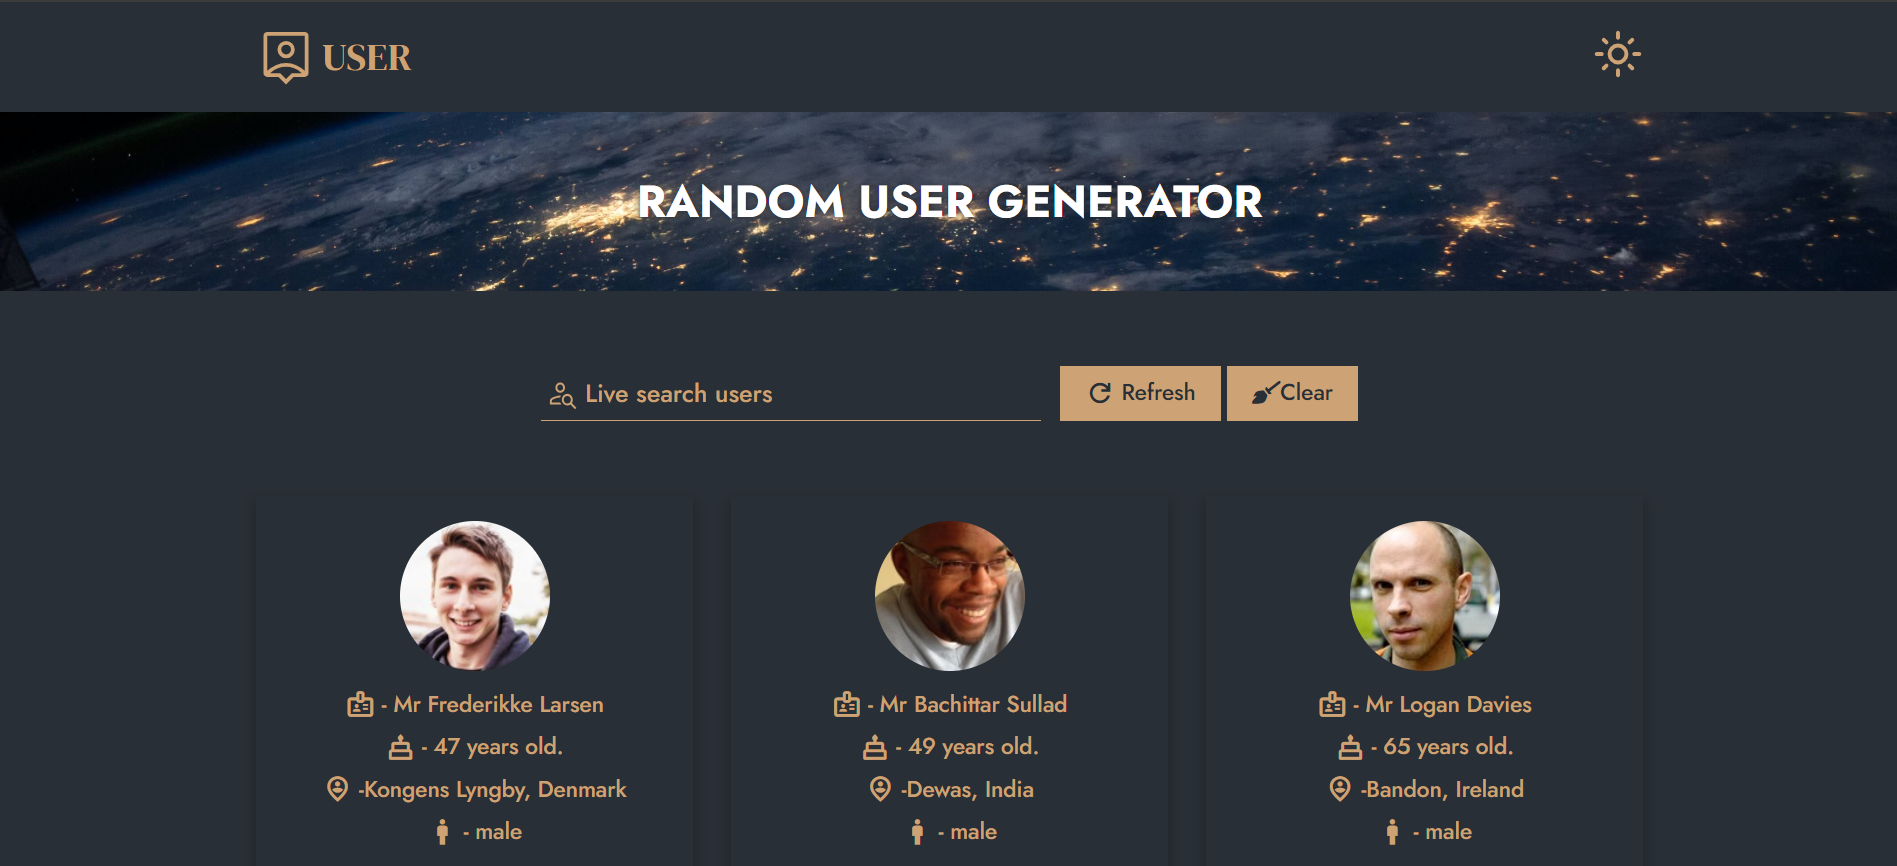 USER
RANDOM USER GENERATOR
Live search users
Refresh
Clear
- Mr Frederikke Larsen
- 47 years old.
-Kongens Lyngby, Denmark
- male
- Mr Bachittar Sullad
- 49 years old.
-Dewas, India
- male
- Mr Logan Davies
- 65 years old.
-Bandon, Ireland
- male